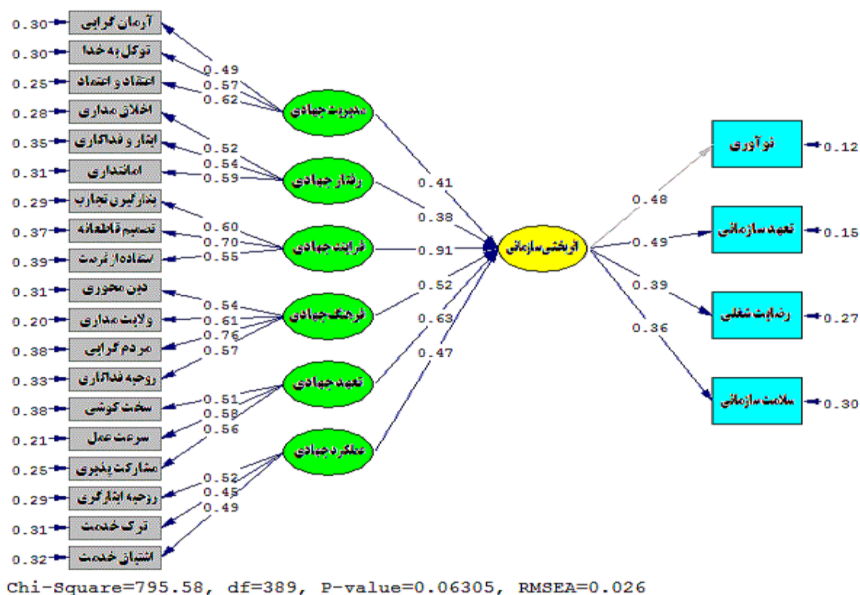 0.30 آرمان گرایی
0.30 توکل به خدا
0.25 اعتقاد و اعتماد
0.28 اخلاق مداری
0.35 ایثار و فداکاری
0.31 امانتداری
0.29 بکارگیری تجارب
0.37 تصمیم قاطعانه
0.39 استفاده از فرصت
0.31 دین محوری
0.20 ولایت مداری
0.38 مردم گرایی
0.33 روحیه فداکاری
0.38 سخت کوشی
0.21 سرعت عمل
0.25 مشارکت پذیری
0.29 روحیه ایثارگری
0.31 ترک خدمت
0.32 اشتیاق خدمت
0.49
0.57
0.62
0.52
0.54
0.59
0.60
0.70
0.55
0.54
0.61
0.76
0.57
0.51
0.58
0.56
0.52
0.45
0.49
مدیریت جهادی
رفتار جهادی
فرایند جهادی
فرهنگ جهادی
تعهد جهادی
عملکرد جهادی
0.41
0.38
0.91
0.52
0.63
0.47
اثربخشی سازمانی
0.48
0.49
0.39
0.36
نوآوری 0.12
تعهد سازمانی 0.15
رضایت شغلی 0.27
سلامت سازمانی 0.30
Chi-Square=795.58, df=389, P-value=0.06305, RMSEA=0.026